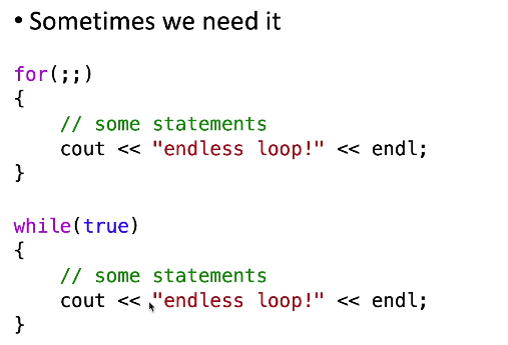 • Sometimes we need it
for(;;)
{
    // some statements
    cout << "endless loop!" << endl;
}
while(true)
{
    // some statements
    cout << "endless loop!" << endl;
}